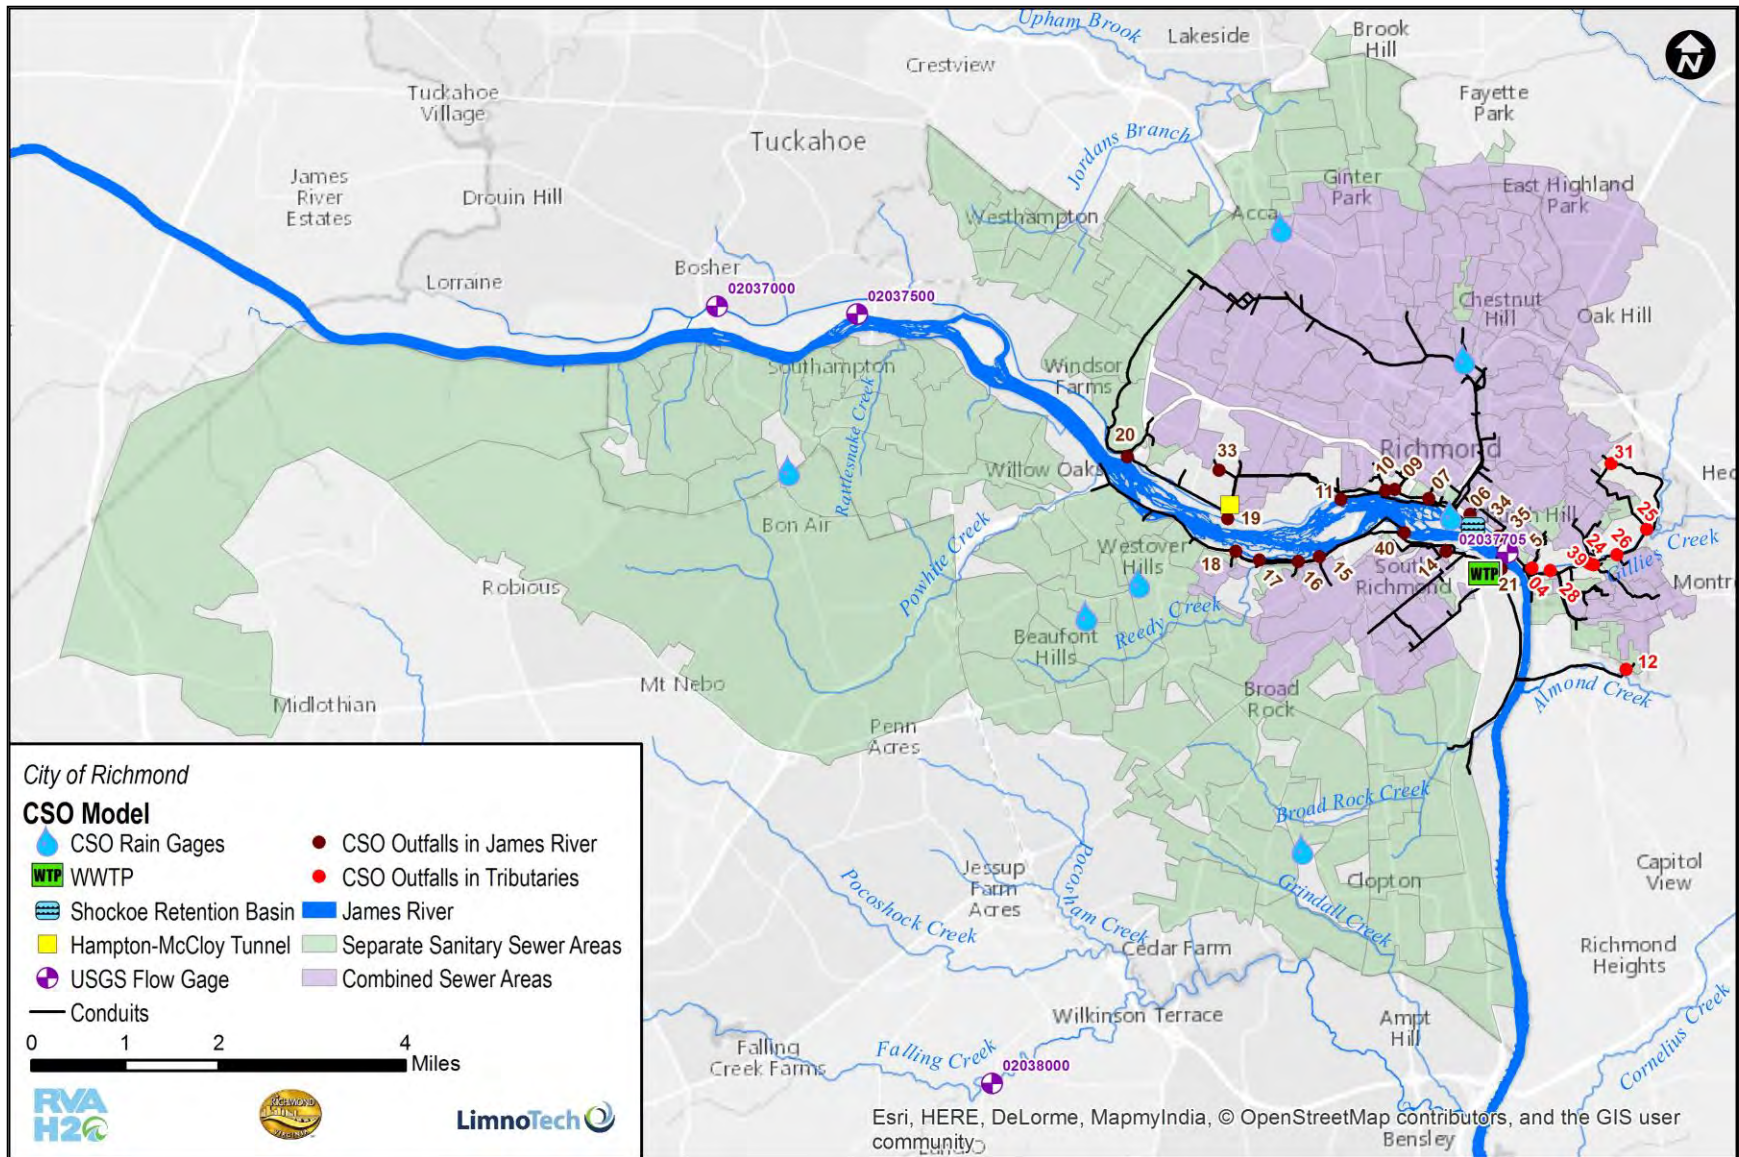 Upham Brook
Lakeside
Brook
Hill
N
Crestview
Tuckahoe
Village
Fayette
Park
Tuckahoe
Jordans Branch
James
River
Estates
Drouin Hill
Ginter
Park
East Highland
Park
Westhampton
Acca
Bosher
02037000
02037500
Lorraine
Chestnut
Hill
Oak Hill
Southampton
Windsor
Farms
Rattlesnake Creek
20
33
Richmond
31
Willow Oaks
10
09
07
11
06
34
35
Bon Air
19
25
Westover
Hills
40
02037705
5
24
26
39
Gillies Creek
Powhite Creek
18
17
16
15
14
South
Richmond
WTP
21
04
28
Montro
Robious
Reedy Creek
Beaufont
Hills
12
Mt Nebo
Midlothian
Broad
Rock
Almond Creek
Penn
Acres
City of Richmond
CSO Model
CSO Rain Gages
CSO Outfalls in James River
WTP WWTP
CSO Outfalls in Tributaries
Shockoe Retention Basin
James River
Hampton-McCloy Tunnel
Separate Sanitary Sewer Areas
USGS Flow Gage
Combined Sewer Areas
Conduits
0 1 2 4
Miles
Broad Rock Creek
Jessup
Farm
Acres
Pocosham Creek
Pocoshock Creek
Clopton
Grindall Creek
Capitol
View
Cedar Farm
Richmond
Heights
Wilkinson Terrace
Ampt
Hill
Falling
Creek Farms
Falling Creek
02038000
Cornelius Creek
RVA
H2O
RICHMOND
VIRGINIA
LimnoTech
Esri, HERE, DeLorme, MapmyIndia, © OpenStreetMap contributors, and the GIS user
community
Bensley